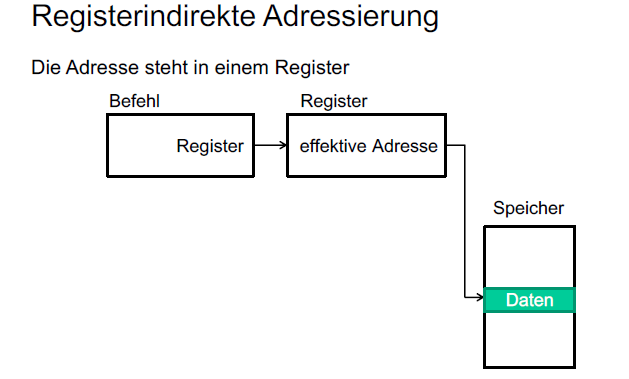 Registerindirekte Adressierung
Die Adresse steht in einem Register
Befehl
Register
Register
effektive Adresse
Speicher
Daten